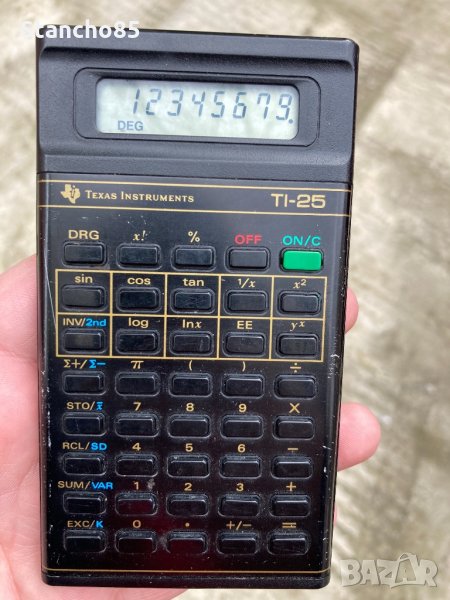 Stancho85
12345679.
DEG
TEXAS INSTRUMENTS TI-25
DRG x! % OFF ON/C
sin cos tan 1/x x²
INV/2nd log lnx EE yˣ
Σ+/Σ− π ( ) ÷
STO/x̄ 7 8 9 X
RCL/SD 4 5 6 −
SUM/VAR 1 2 3 +
EXC/K 0 . +/− =
BAZAR